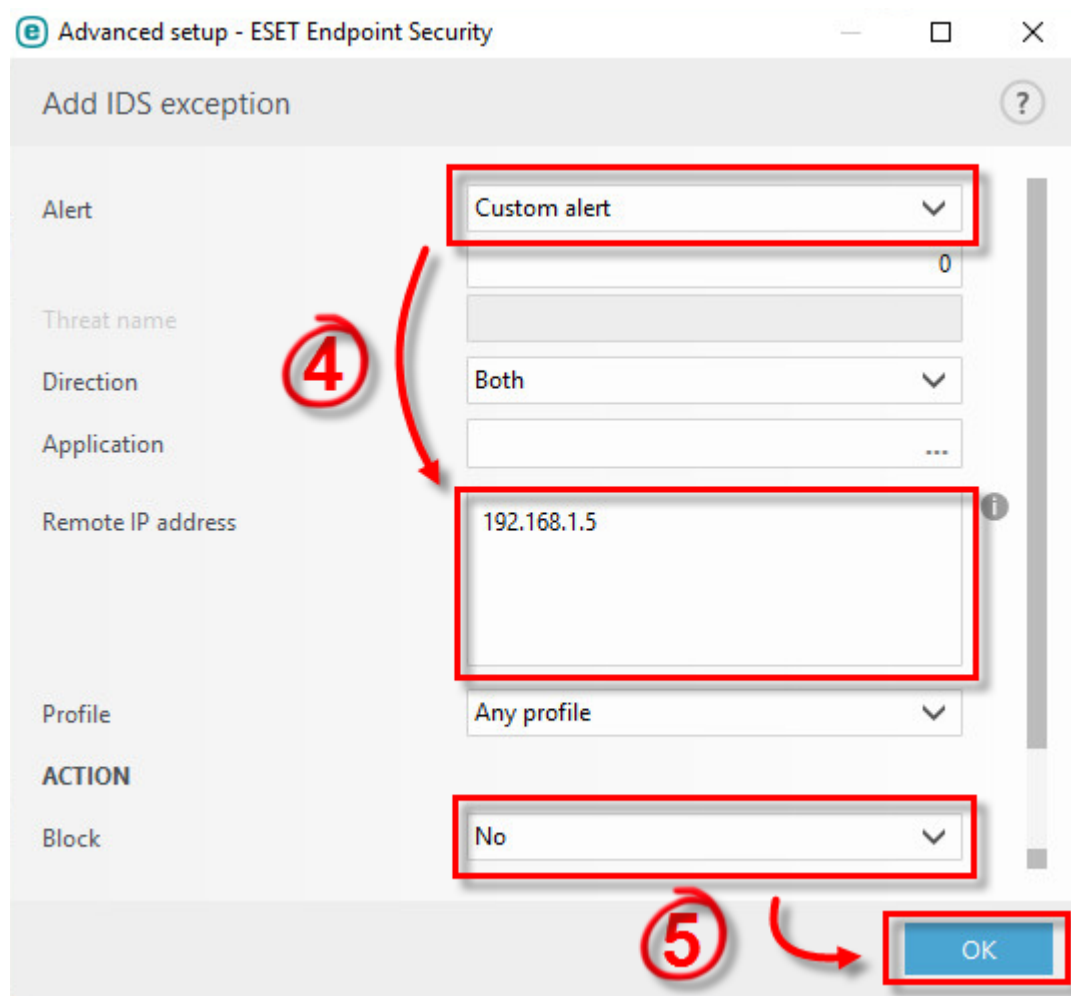 e Advanced setup - ESET Endpoint Security
Add IDS exception ?
Alert Custom alert
0
Threat name
4
Direction Both
Application ...
Remote IP address 192.168.1.5 i
Profile Any profile
ACTION
Block No
5
OK